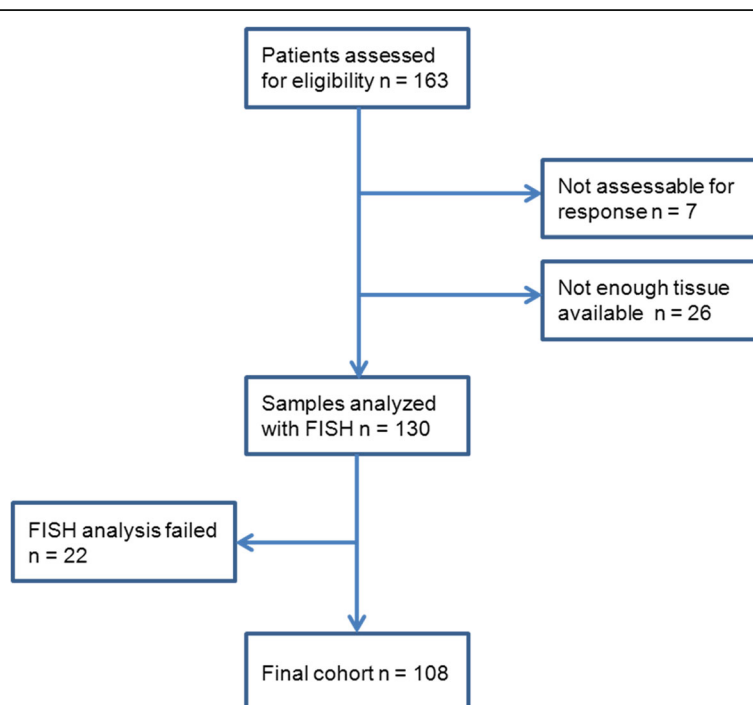 Patients assessed
for eligibility n = 163
Not assessable for
response n = 7
Not enough tissue
available n = 26
Samples analyzed
with FISH n = 130
FISH analysis failed
n = 22
Final cohort n = 108